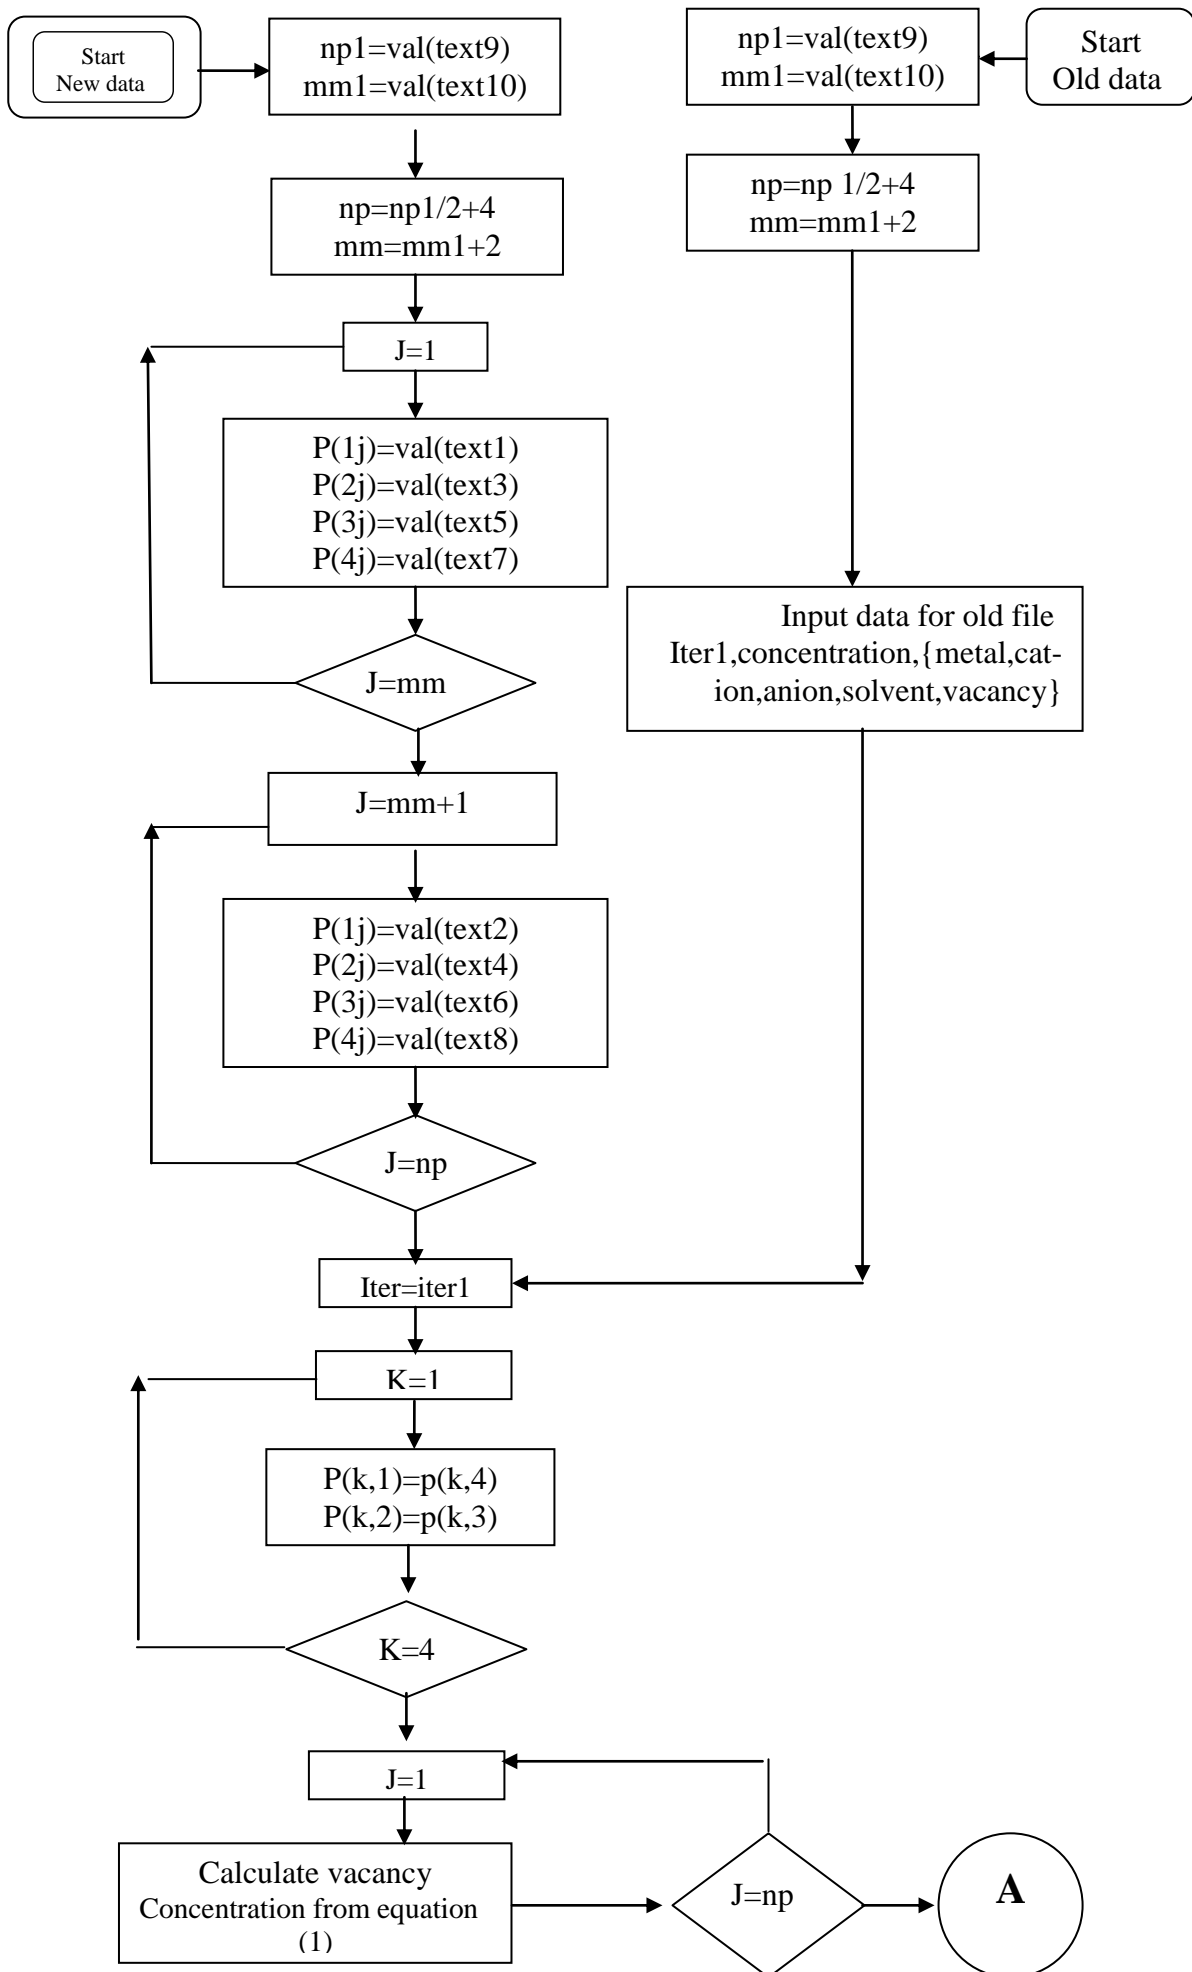 Start
New data
np1=val(text9)
mm1=val(text10)
np1=val(text9)
mm1=val(text10)
Start
Old data
np=np1/2+4
mm=mm1+2
np=np 1/2+4
mm=mm1+2
J=1
P(1j)=val(text1)
P(2j)=val(text3)
P(3j)=val(text5)
P(4j)=val(text7)
Input data for old file
Iter1,concentration,{metal,cat-
ion,anion,solvent,vacancy}
J=mm
J=mm+1
P(1j)=val(text2)
P(2j)=val(text4)
P(3j)=val(text6)
P(4j)=val(text8)
J=np
Iter=iter1
K=1
P(k,1)=p(k,4)
P(k,2)=p(k,3)
K=4
J=1
Calculate vacancy
Concentration from equation
(1)
J=np
A